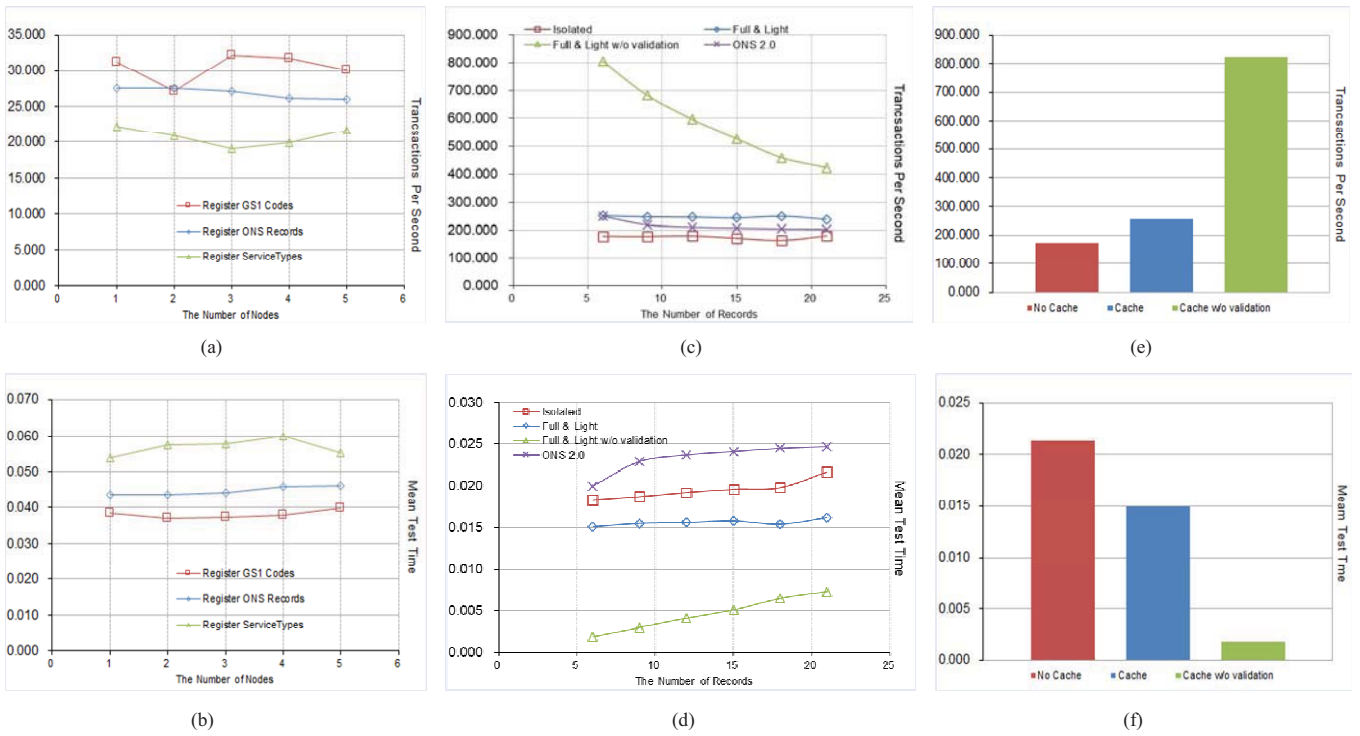 35.000
30.000
25.000
20.000
15.000
10.000
5.000
0.000
0 1 2 3 4 5 6
The Number of Nodes
Trancsactions Per Second
Register GS1 Codes
Register ONS Records
Register ServiceTypes
(a)
Isolated
Full & Light
Full & Light w/o validation
ONS 2.0
900.000
800.000
700.000
600.000
500.000
400.000
300.000
200.000
100.000
0.000
0 5 10 15 20 25
The Number of Records
Trancsactions Per Second
(c)
900.000
800.000
700.000
600.000
500.000
400.000
300.000
200.000
100.000
0.000
No Cache
Cache
Cache w/o validation
Trancsactions Per Second
(e)
0.070
0.060
0.050
0.040
0.030
0.020
0.010
0.000
0 1 2 3 4 5 6
The Number of Nodes
Mean Test Time
Register GS1 Codes
Register ONS Records
Register ServiceTypes
(b)
0.030
0.025
0.020
0.015
0.010
0.005
0.000
Isolated
Full & Light
Full & Light w/o validation
ONS 2.0
0 5 10 15 20 25
The Number of Records
Mean Test Time
(d)
0.025
0.020
0.015
0.010
0.005
0.000
No Cache
Cache
Cache w/o validation
Meam Test Tme
(f)